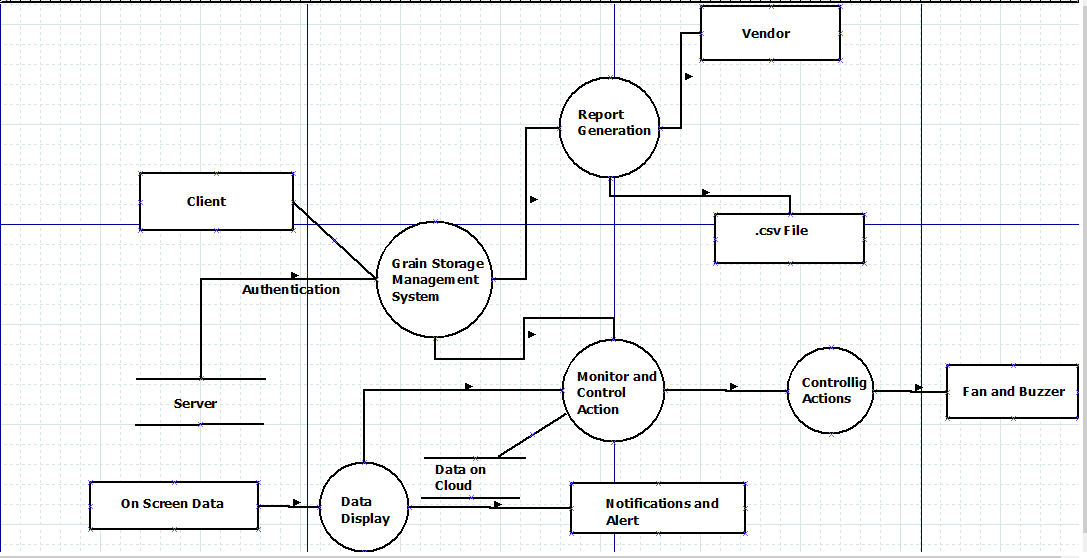 Vendor
Report
Generation
Client
.csv File
Grain Storage
Management
System
Authentication
Server
Monitor and
Control
Action
Controllig
Actions
Fan and Buzzer
Data on
Cloud
On Screen Data
Data
Display
Notifications and
Alert